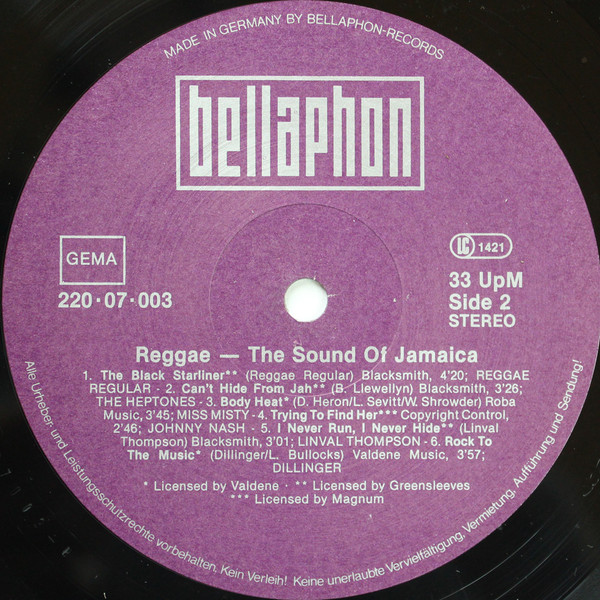 MADE IN GERMANY BY BELLAPHON-RECORDS
bellaphon
GEMA
220·07·003
LC 1421
33 UpM
Side 2
STEREO
Reggae — The Sound Of Jamaica
1. The Black Starliner** (Reggae Regular) Blacksmith, 4'20; REGGAE
REGULAR - 2. Can't Hide From Jah** (B. Llewellyn) Blacksmith, 3'26;
THE HEPTONES - 3. Body Heat* (D. Heron/L. Sevitt/W. Shrowder) Roba
Music, 3'45; MISS MISTY - 4. Trying To Find Her*** Copyright Control,
2'46; JOHNNY NASH - 5. I Never Run, I Never Hide** (Linval
Thompson) Blacksmith, 3'01; LINVAL THOMPSON - 6. Rock To
The Music* (Dillinger/L. Bullocks) Valdene Music, 3'57;
DILLINGER
* Licensed by Valdene · ** Licensed by Greensleeves
*** Licensed by Magnum
Alle Urheber- und Leistungsschutzrechte vorbehalten. Kein Verleih! Keine unerlaubte Vervielfältigung, Vermietung, Aufführung und Sendung!